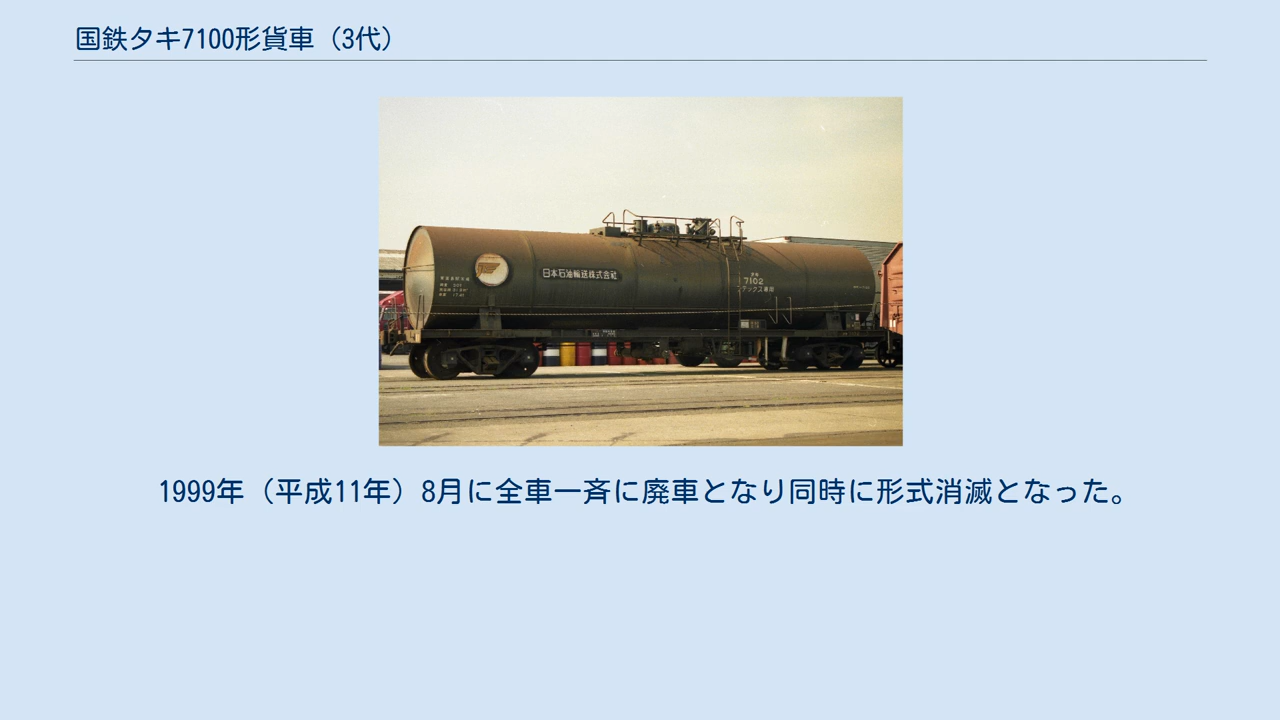 国鉄タキ7100形貨車（3代）
日本石油輸送株式会社
7102
1999年（平成11年）8月に全車一斉に廃車となり同時に形式消滅となった。